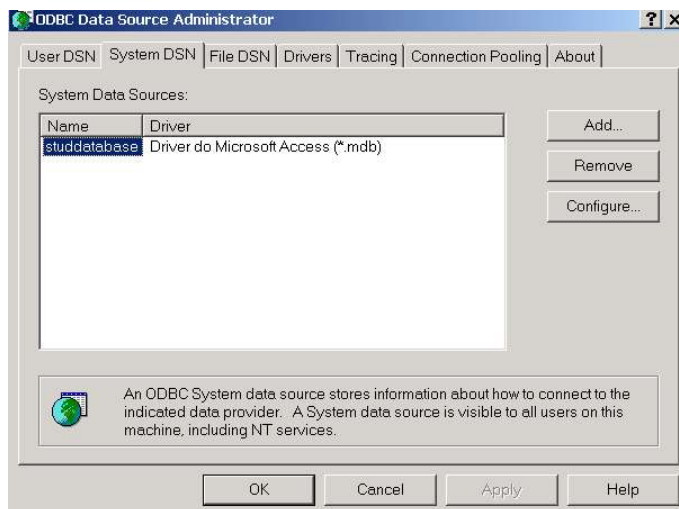 ODBC Data Source Administrator
User DSN System DSN File DSN Drivers Tracing Connection Pooling About
System Data Sources:
Name Driver
studdatabase Driver do Microsoft Access (*.mdb)
Add...
Remove
Configure...
An ODBC System data source stores information about how to connect to the
indicated data provider. A System data source is visible to all users on this
machine, including NT services.
OK Cancel Apply Help